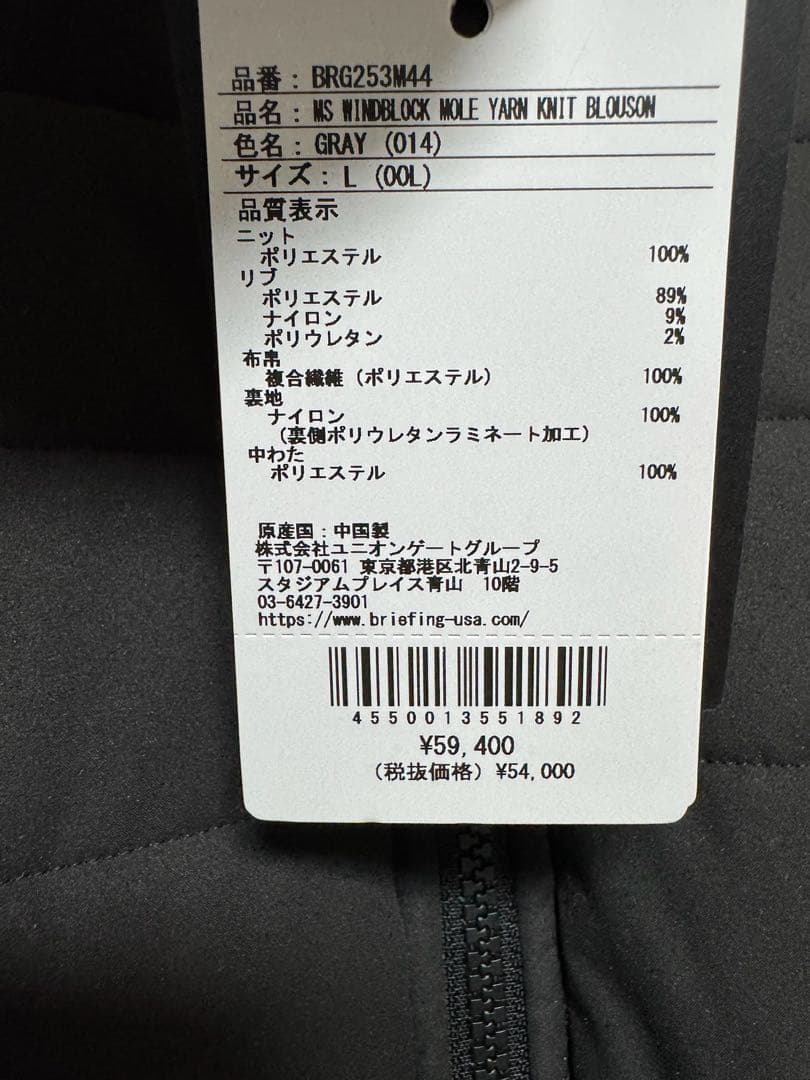 品番：BRG253M44
品名：MS WINDBLOCK MOLE YARN KNIT BLOUSON
色名：GRAY (014)
サイズ：L (00L)
品質表示
ニット
ポリエステル 100%
リブ
ポリエステル 89%
ナイロン 9%
ポリウレタン 2%
布帛
複合繊維（ポリエステル） 100%
裏地
ナイロン 100%
（裏側ポリウレタンラミネート加工）
中わた
ポリエステル 100%
原産国：中国製
株式会社ユニオンゲートグループ
〒107-0061 東京都港区北青山2-9-5
スタジアムプレイス青山 10階
03-6427-3901
https://www.briefing-usa.com/
4550013551892
¥59,400
（税抜価格）¥54,000